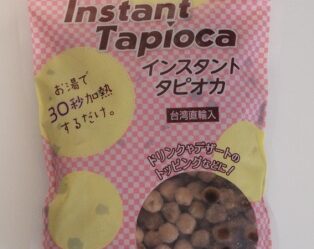 Instant
Tapioca
インスタント
タピオカ
お湯で
30秒加熱
するだけ。
台湾直輸入
ドリンクやデザートの
トッピングなどに!